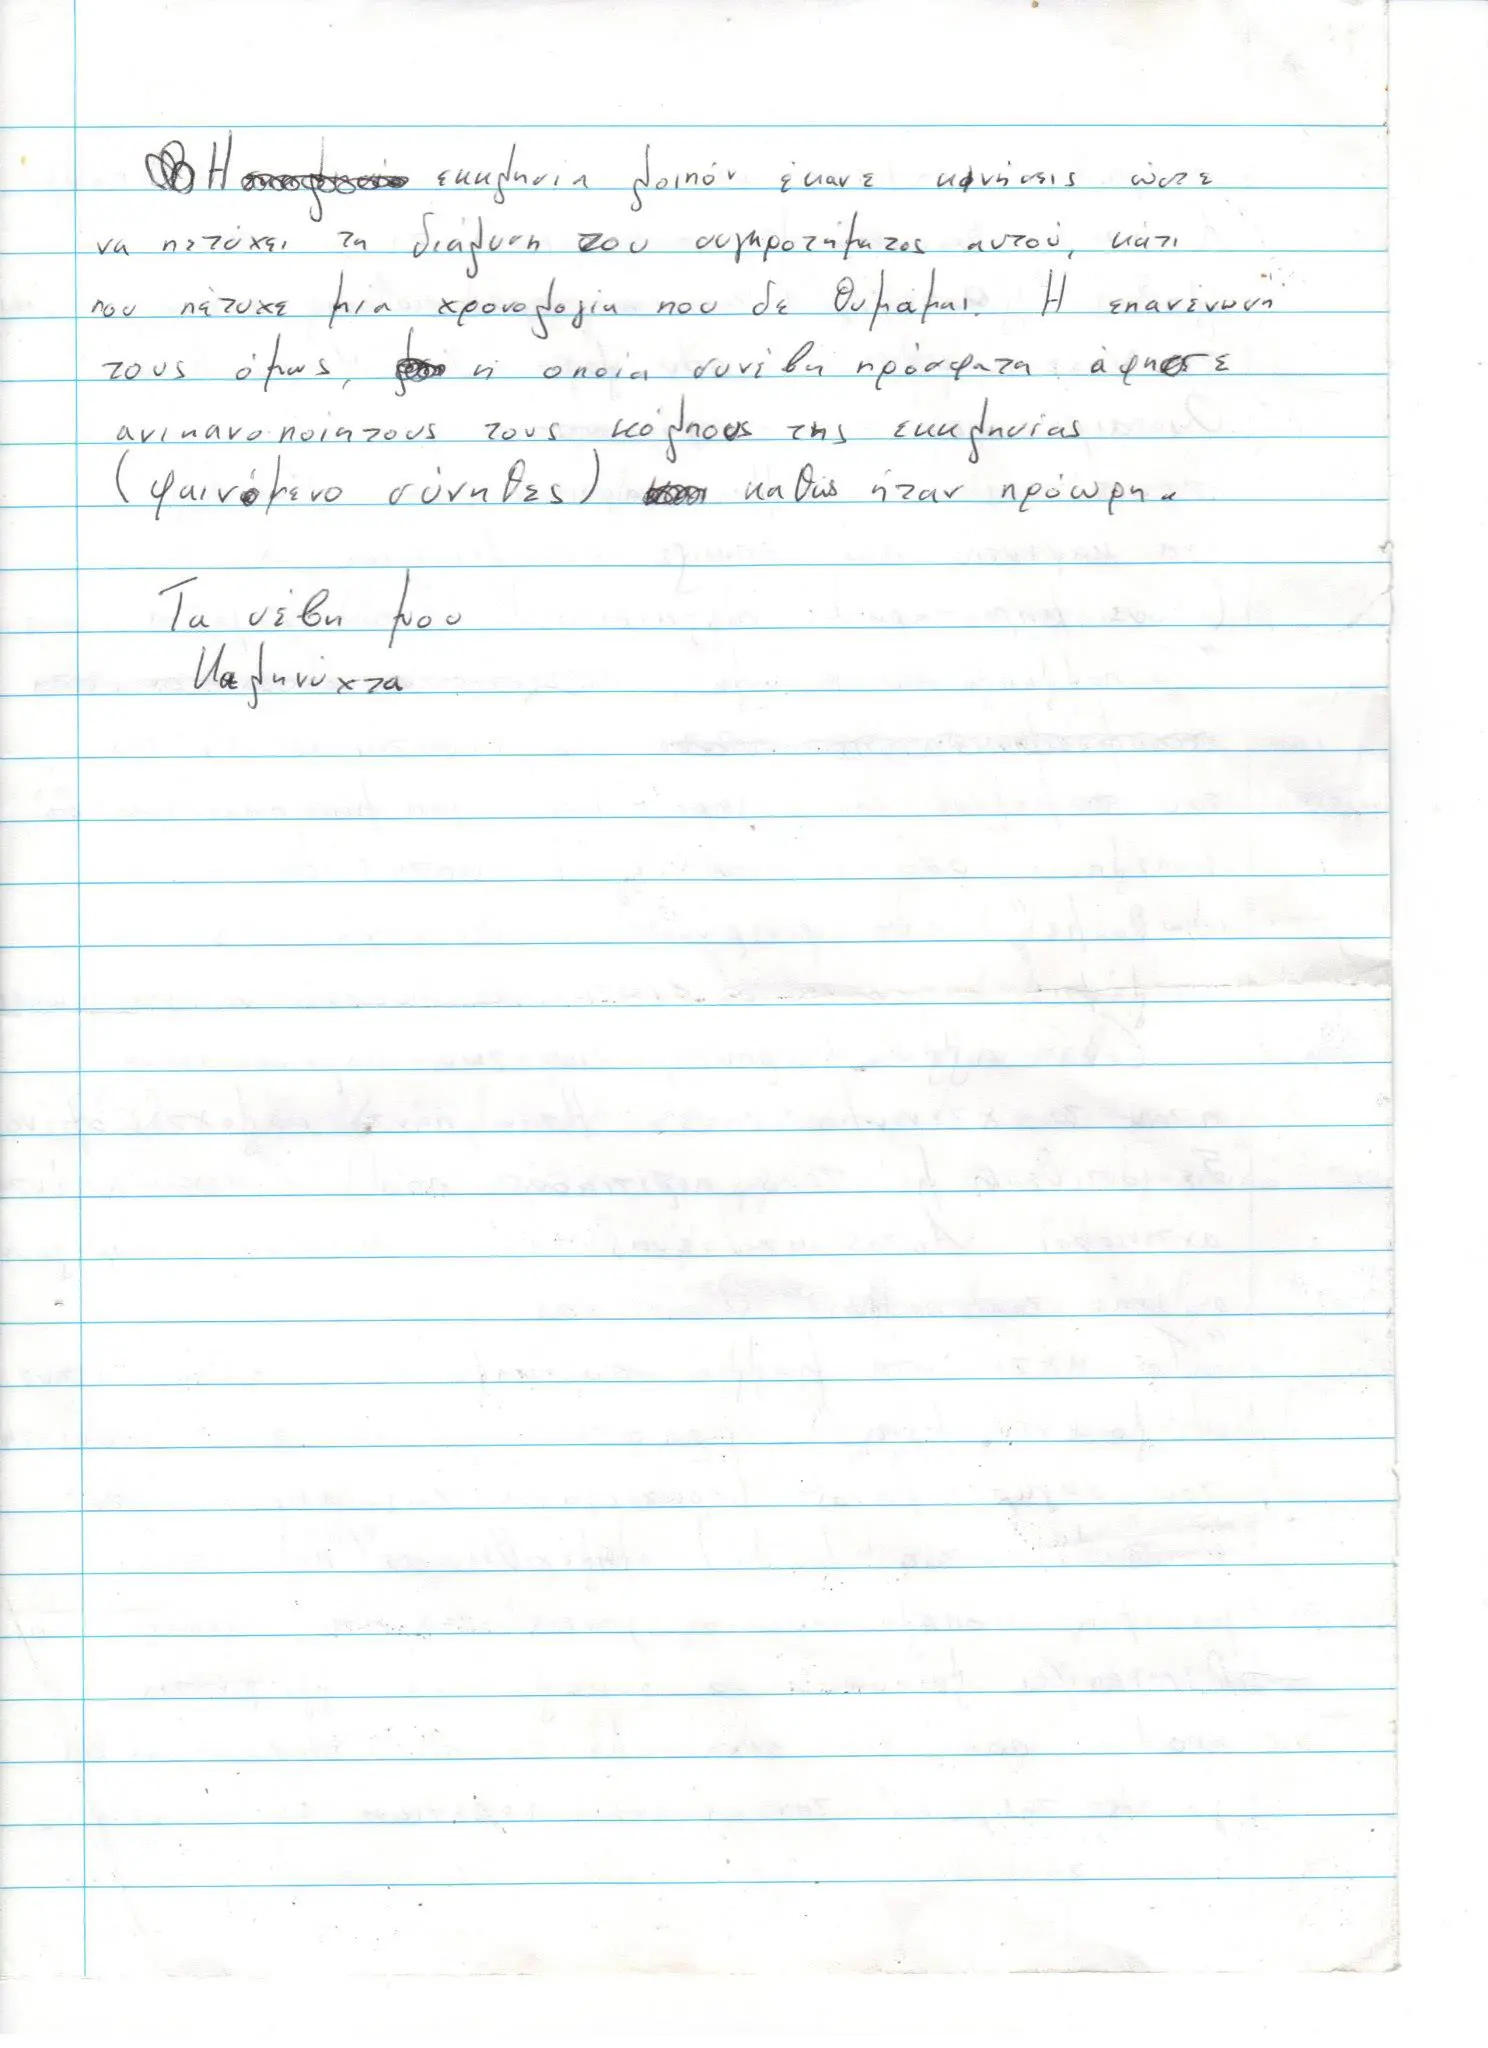 Η εκκλησία λοιπόν έκανε κινήσεις ώστε
να πετύχει τη διάλυση του συγκροτήματος αυτού, κάτι
που πέτυχε μια χρονολογία που δε θυμάμαι. Η επανένωση
τους όμως, η οποία συνέβη πρόσφατα άφησε
ανικανοποίητους τους κόλπους της εκκλησίας
(φαινόμενο σύνηθες) καθώς ήταν πρόωρη.
Τα σέβη μου
Καληνύχτα